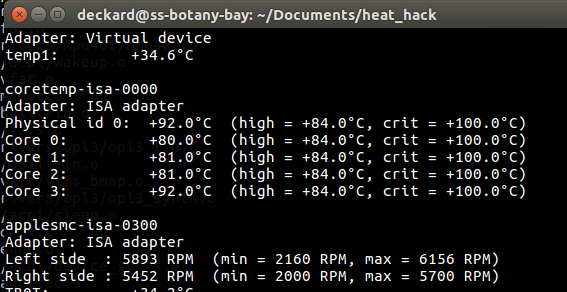 deckard@ss-botany-bay: ~/Documents/heat_hack
Adapter: Virtual device
temp1:        +34.6°C
coretemp-isa-0000
Adapter: ISA adapter
Physical id 0:  +92.0°C  (high = +84.0°C, crit = +100.0°C)
Core 0:         +80.0°C  (high = +84.0°C, crit = +100.0°C)
Core 1:         +81.0°C  (high = +84.0°C, crit = +100.0°C)
Core 2:         +81.0°C  (high = +84.0°C, crit = +100.0°C)
Core 3:         +92.0°C  (high = +84.0°C, crit = +100.0°C)
applesmc-isa-0300
Adapter: ISA adapter
Left side  : 5893 RPM  (min = 2160 RPM, max = 6156 RPM)
Right side : 5452 RPM  (min = 2000 RPM, max = 5700 RPM)